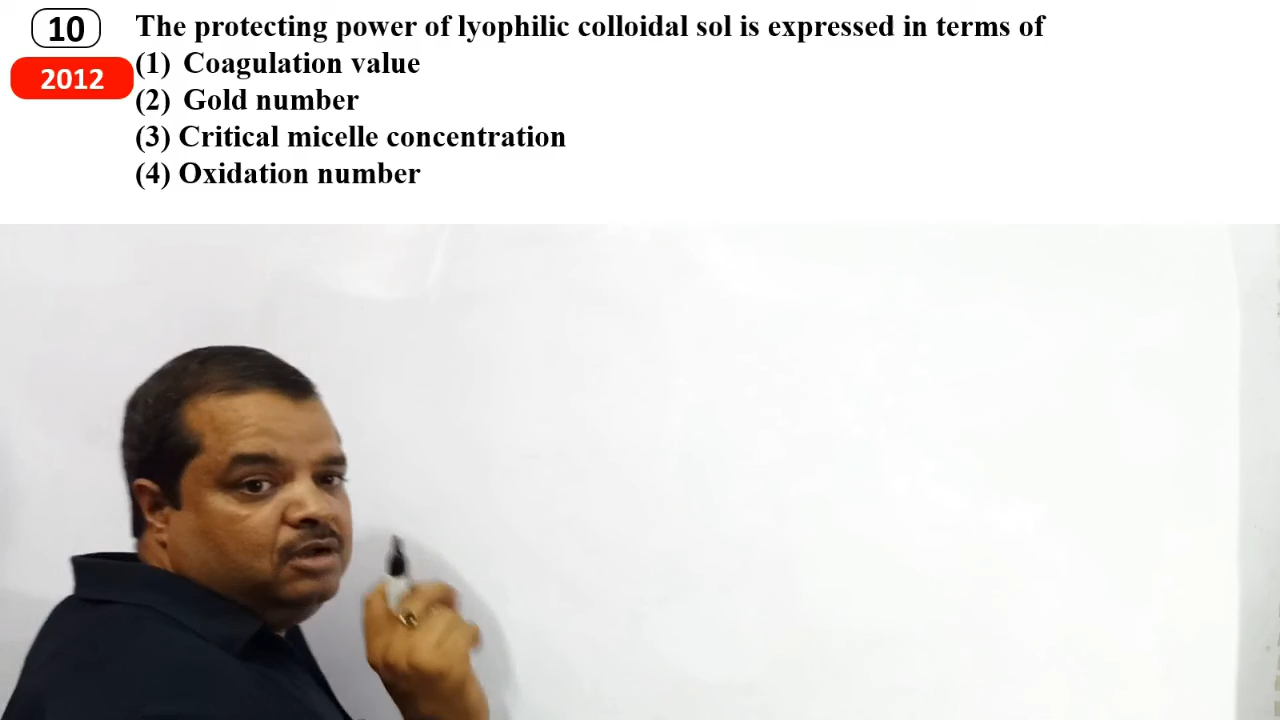 10
The protecting power of lyophilic colloidal sol is expressed in terms of
2012
(1) Coagulation value
(2) Gold number
(3) Critical micelle concentration
(4) Oxidation number